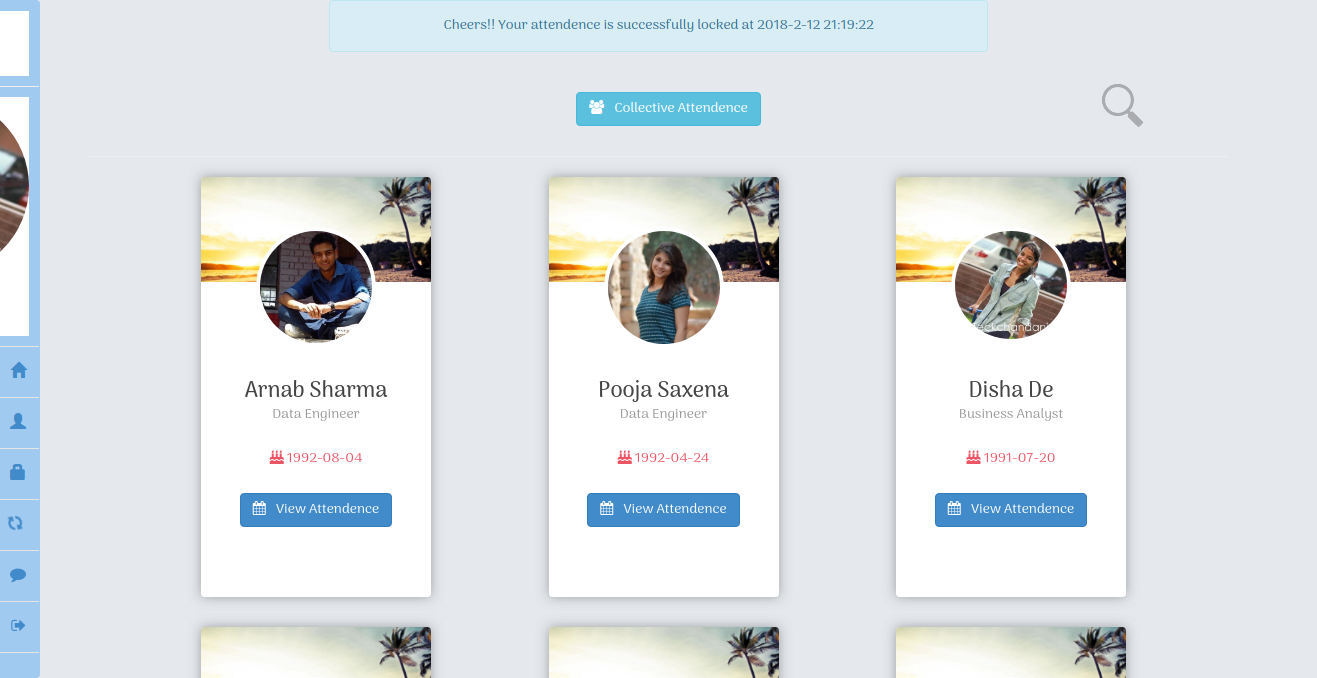 Cheers!! Your attendence is successfully locked at 2018-2-12 21:19:22
Collective Attendence
Arnab Sharma
Data Engineer
1992-08-04
View Attendence
Pooja Saxena
Data Engineer
1992-04-24
View Attendence
Disha De
Business Analyst
1991-07-20
View Attendence